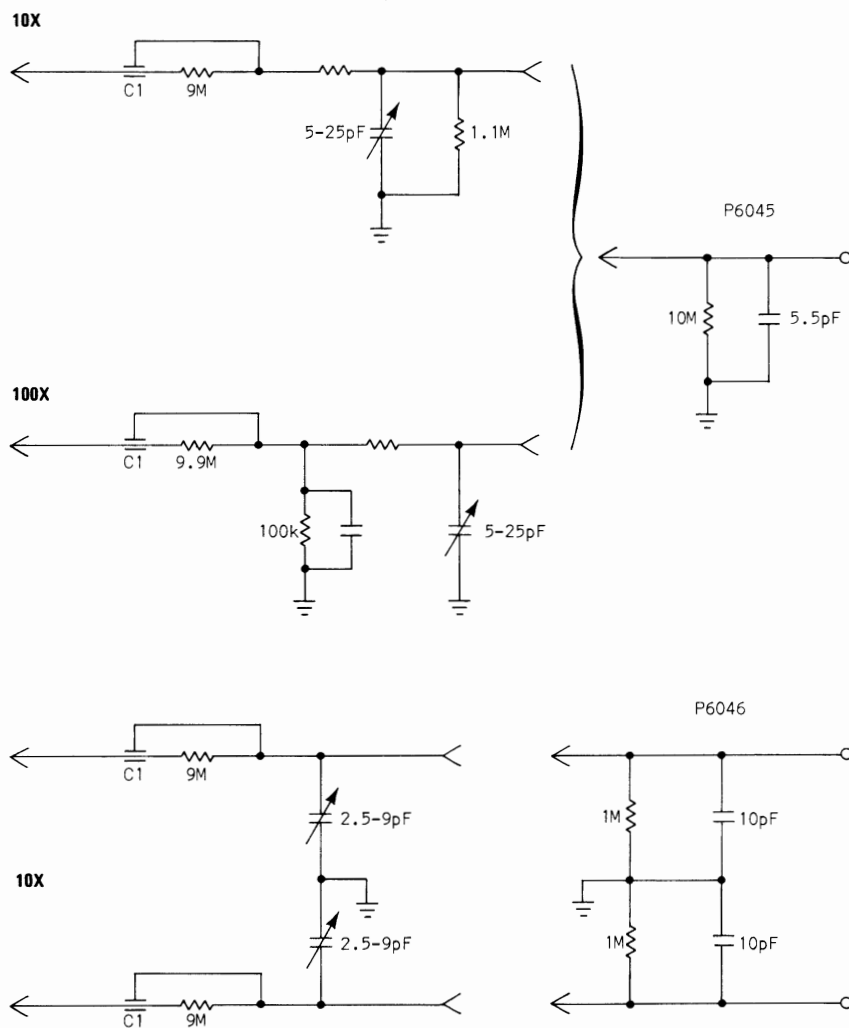 10X
C1
9M
5-25pF
1.1M
P6045
10M
5.5pF
100X
C1
9.9M
100k
5-25pF
P6046
C1
9M
2.5-9pF
1M
10pF
10X
2.5-9pF
1M
10pF
C1
9M